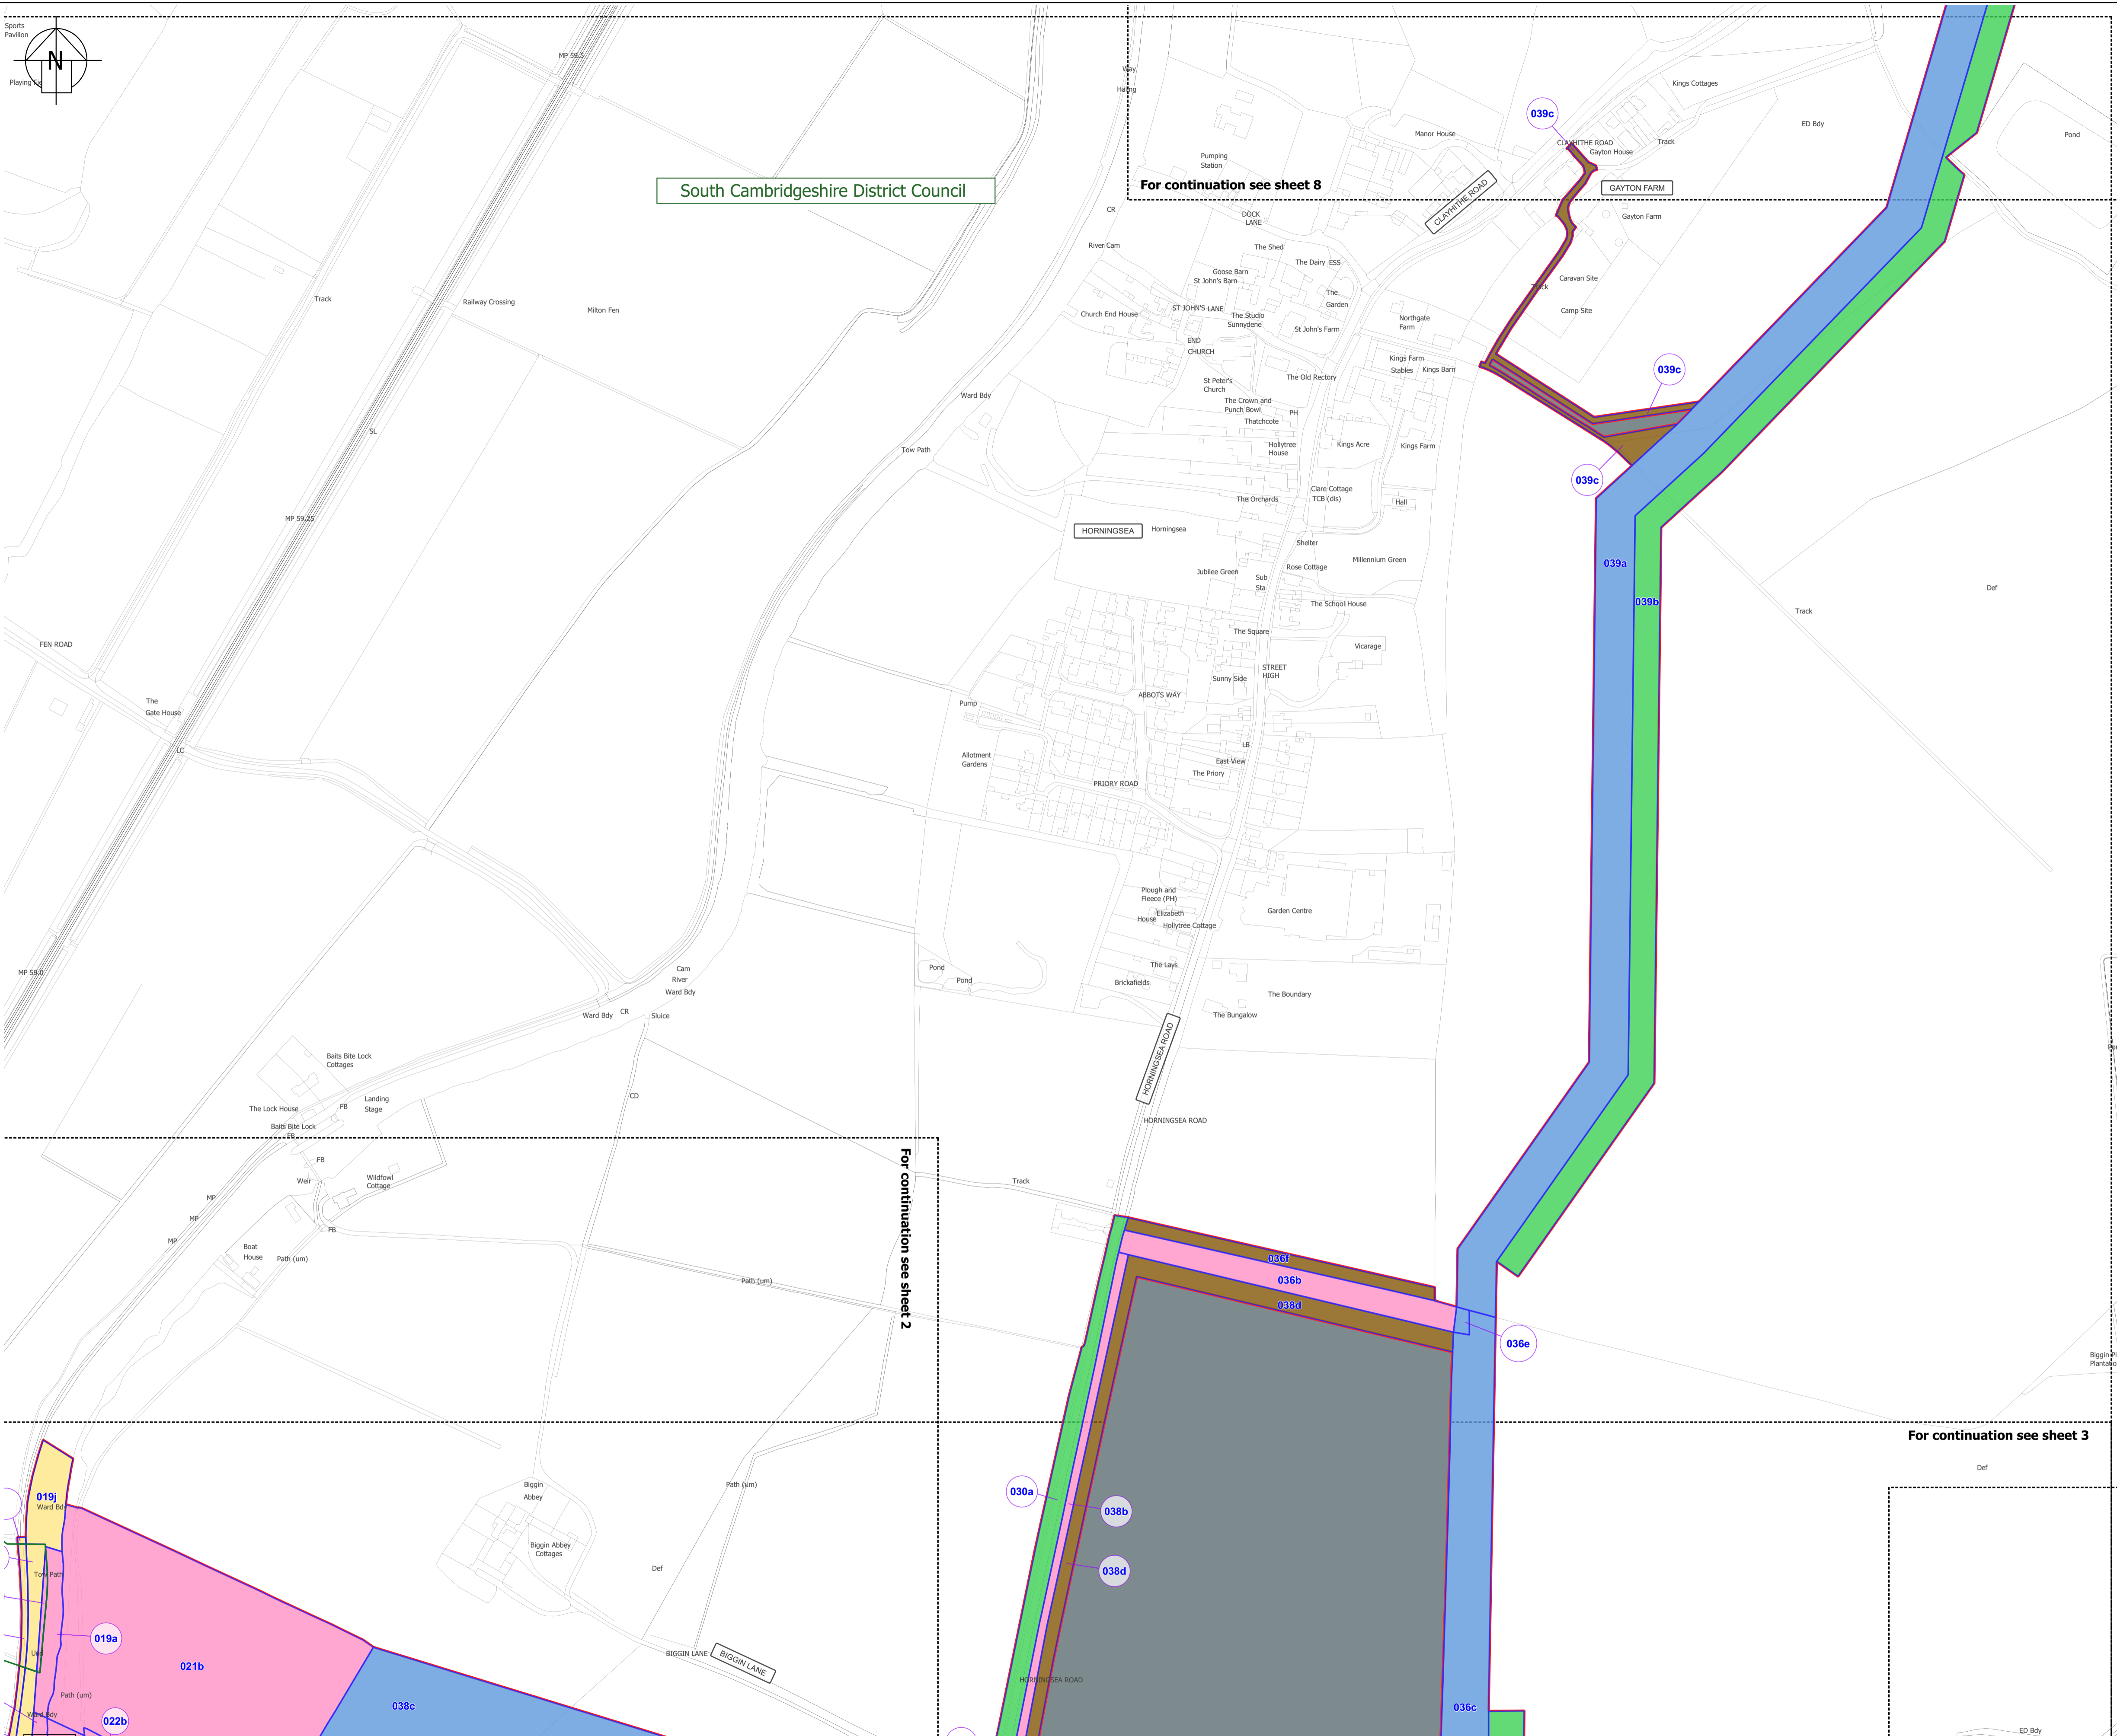 Sports
Pavilion
N
Playing Fie
MP 59.5
Way
Haling
Kings Cottages
ED Bdy
Pond
039c
Manor House
CLAYHITHE ROAD
Gayton House
Track
Pumping
Station
South Cambridgeshire District Council
For continuation see sheet 8
GAYTON FARM
CLAYHITHE ROAD
CR
DOCK
LANE
Gayton Farm
River Cam
The Shed
The Dairy
ESS
Goose Barn
St John's Barn
Caravan Site
Track
Track
Railway Crossing
Milton Fen
The
Garden
Camp Site
Church End House
ST JOHN'S LANE
The Studio
Sunnydene
St John's Farm
Northgate
Farm
END
CHURCH
Kings Farm
Stables
Kings Barn
039c
St Peter's
Church
The Old Rectory
Ward Bdy
The Crown and
Punch Bowl
PH
Thatchcote
SL
Tow Path
Hollytree
House
Kings Acre
Kings Farm
039c
The Orchards
Clare Cottage
TCB (dis)
Hall
MP 59.25
HORNINGSEA
Horningsea
Shelter
Millennium Green
039a
Jubilee Green
Sub
Sta
Rose Cottage
Def
The School House
039b
Track
The Square
FEN ROAD
Vicarage
STREET
HIGH
Sunny Side
ABBOTS WAY
The
Gate House
Pump
LC
LB
Allotment
Gardens
East View
The Priory
PRIORY ROAD
Plough and
Fleece (PH)
Elizabeth
House
Hollytree Cottage
Garden Centre
MP 59.0
Cam
River
Ward Bdy
Pond
Pond
The Lays
Brickafields
The Boundary
Ward Bdy
CR
Sluice
The Bungalow
HORNINGSEA ROAD
Baits Bite Lock
Cottages
Landing
Stage
CD
The Lock House
FB
Baits Bite Lock
FB
HORNINGSEA ROAD
For continuation see sheet 2
FB
Weir
Wildfowl
Cottage
Track
MP
MP
FB
MP
Boat
House
Path (um)
Path (um)
036f
036b
038d
036e
Biggin Pi
Plantatio
For continuation see sheet 3
Def
019j
Ward Bdy
Biggin
Abbey
Path (um)
030a
038b
Biggin Abbey
Cottages
Def
038d
Tow Path
019a
Und
021b
BIGGIN LANE
BIGGIN LANE
HORNINGSEA ROAD
Path (um)
038c
036c
Ward Bdy
022b
ED Bdy